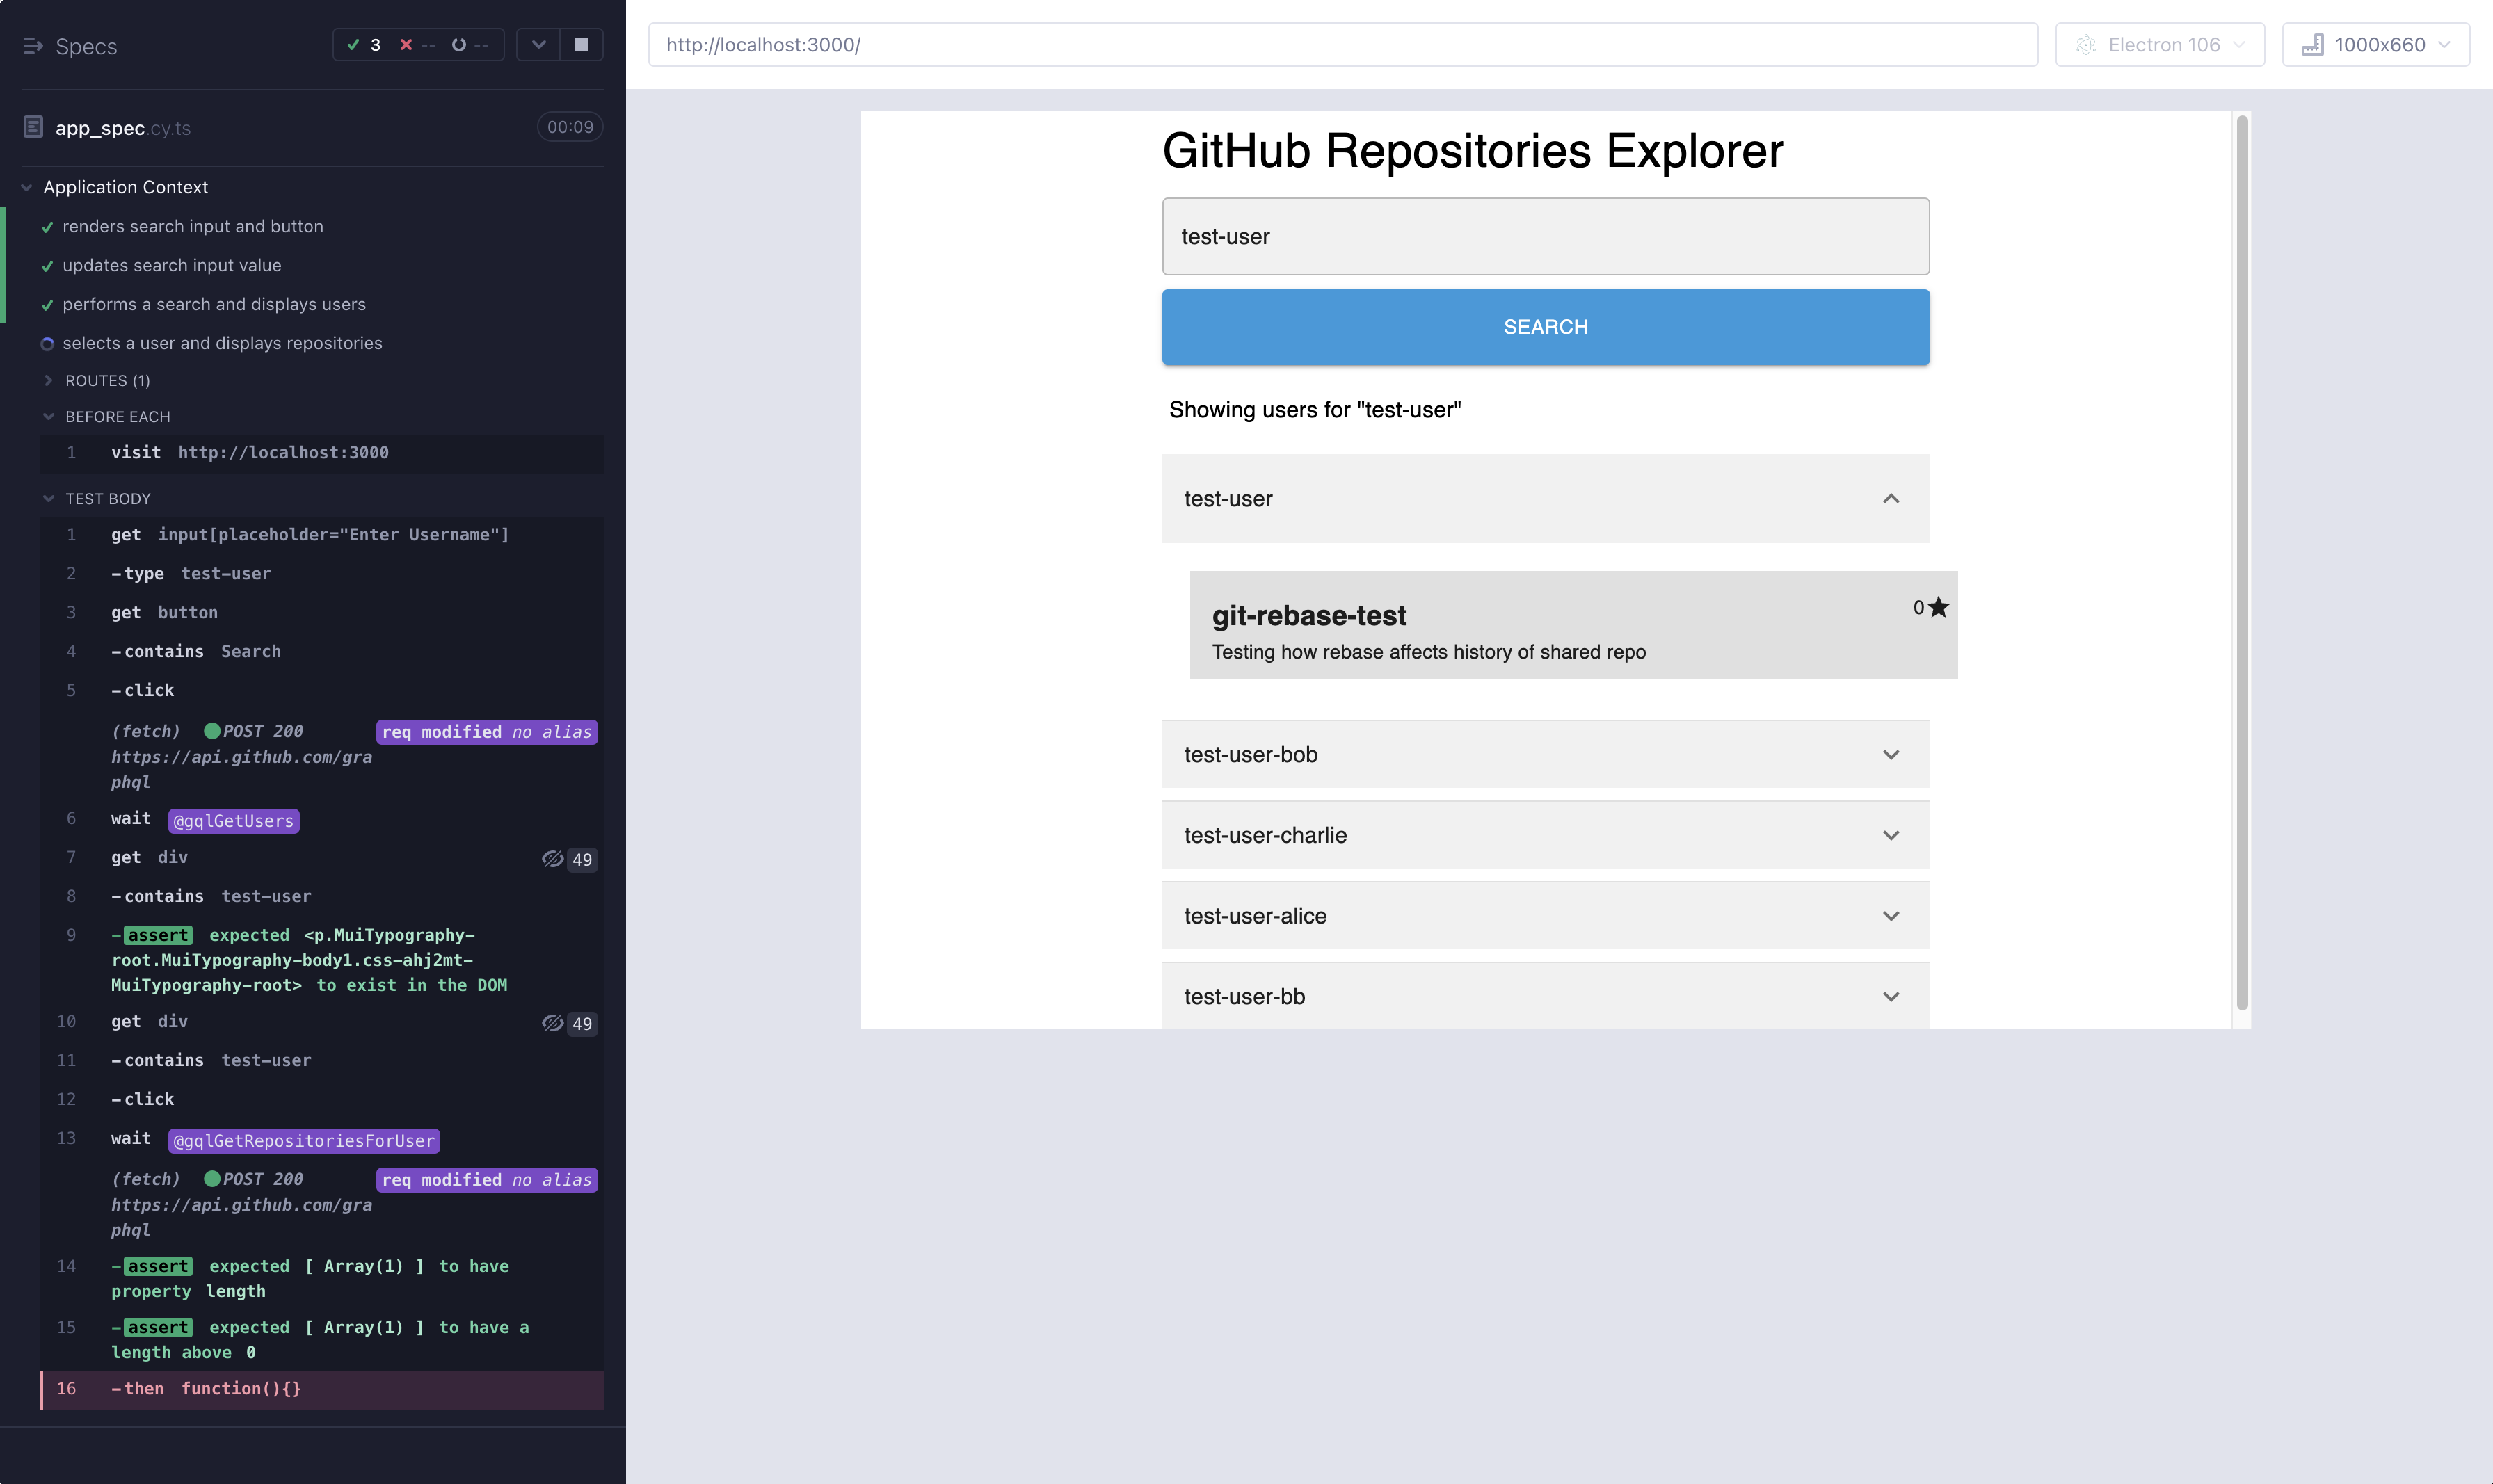 Specs
3 -- --
app_spec.cy.ts
00:09
Application Context
renders search input and button
updates search input value
performs a search and displays users
selects a user and displays repositories
ROUTES (1)
BEFORE EACH
1 visit http://localhost:3000
TEST BODY
1 get input[placeholder="Enter Username"]
2 -type test-user
3 get button
4 -contains Search
5 -click
(fetch) POST 200 req modified no alias
https://api.github.com/gra
phql
6 wait @gqlGetUsers
7 get div 49
8 -contains test-user
9 -assert expected <p.MuiTypography-
root.MuiTypography-body1.css-ahj2mt-
MuiTypography-root> to exist in the DOM
10 get div 49
11 -contains test-user
12 -click
13 wait @gqlGetRepositoriesForUser
(fetch) POST 200 req modified no alias
https://api.github.com/gra
phql
14 -assert expected [ Array(1) ] to have
property length
15 -assert expected [ Array(1) ] to have a
length above 0
16 -then function(){}
http://localhost:3000/
Electron 106
1000x660
GitHub Repositories Explorer
test-user
SEARCH
Showing users for "test-user"
test-user
git-rebase-test
0
Testing how rebase affects history of shared repo
test-user-bob
test-user-charlie
test-user-alice
test-user-bb